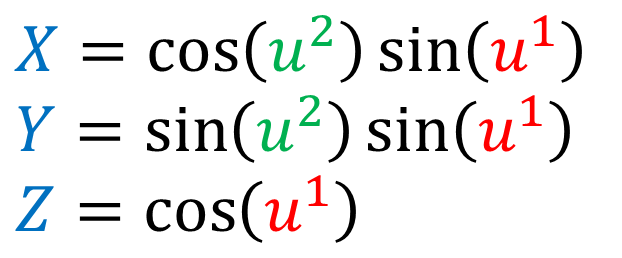 X = cos(u²) sin(u¹)
Y = sin(u²) sin(u¹)
Z = cos(u¹)